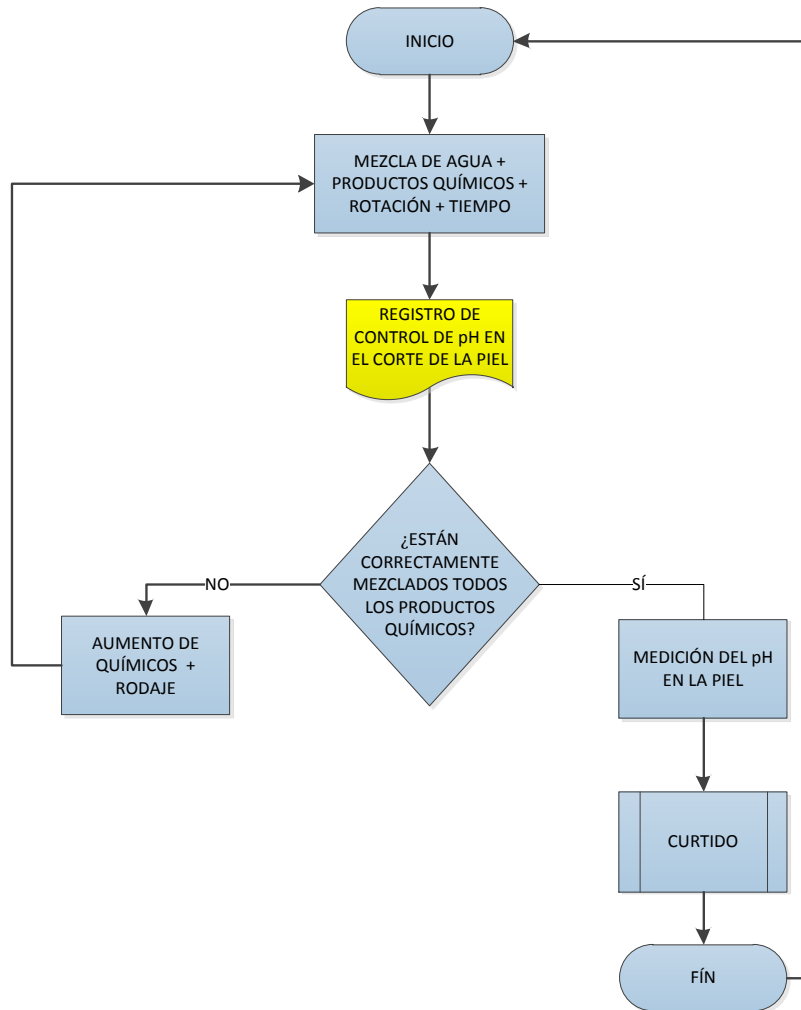 INICIO
MEZCLA DE AGUA +
PRODUCTOS QUÍMICOS +
ROTACIÓN + TIEMPO
REGISTRO DE
CONTROL DE pH EN
EL CORTE DE LA PIEL
¿ESTÁN
CORRECTAMENTE
MEZCLADOS TODOS
LOS PRODUCTOS
QUÍMICOS?
NO
SÍ
AUMENTO DE
QUÍMICOS +
RODAJE
MEDICIÓN DEL pH
EN LA PIEL
CURTIDO
FÍN